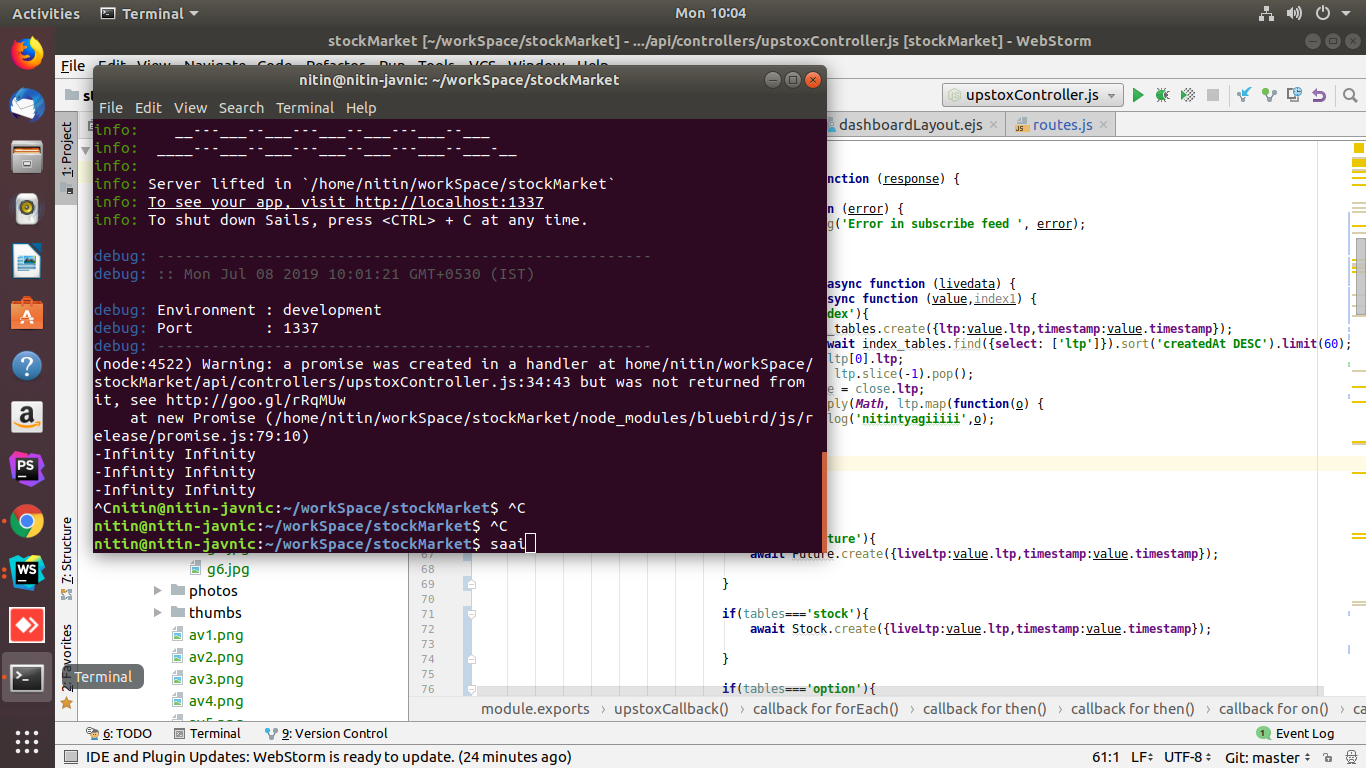 Activities Terminal Mon 10:04
stockMarket [~/workSpace/stockMarket] - .../api/controllers/upstoxController.js [stockMarket] - WebStorm
File Edit View Navigate Code Refactor Run Tools VCS Window Help
nitin@nitin-javnic: ~/workSpace/stockMarket
File Edit View Search Terminal Help
upstoxController.js
dashboardLayout.ejs routes.js
1: Project
info: __---___--___---___--___---___--___
info: ____---___--___---___--___---___--___-__
info:
info: Server lifted in `/home/nitin/workSpace/stockMarket`
info: To see your app, visit http://localhost:1337
info: To shut down Sails, press <CTRL> + C at any time.
debug: -------------------------------------------------------
debug: :: Mon Jul 08 2019 10:01:21 GMT+0530 (IST)
debug: Environment : development
debug: Port : 1337
debug: -------------------------------------------------------
(node:4522) Warning: a promise was created in a handler at home/nitin/workSpace/
stockMarket/api/controllers/upstoxController.js:34:43 but was not returned from
it, see http://goo.gl/rRqMUw
at new Promise (/home/nitin/workSpace/stockMarket/node_modules/bluebird/js/r
elease/promise.js:79:10)
-Infinity Infinity
-Infinity Infinity
-Infinity Infinity
^Cnitin@nitin-javnic:~/workSpace/stockMarket$ ^C
nitin@nitin-javnic:~/workSpace/stockMarket$ ^C
nitin@nitin-javnic:~/workSpace/stockMarket$ saai
nction (response) {
n (error) {
g('Error in subscribe feed ', error);
async function (livedata) {
sync function (value,index1) {
dex'){
_tables.create({ltp:value.ltp,timestamp:value.timestamp});
wait index_tables.find({select: ['ltp']}).sort('createdAt DESC').limit(60);
ltp[0].ltp;
ltp.slice(-1).pop();
e = close.ltp;
ply(Math, ltp.map(function(o) {
log('nitintyagiiiii',o);
ture'){
67 await Future.create({liveLtp:value.ltp,timestamp:value.timestamp});
68
69 }
70
71 if(tables==='stock'){
72 await Stock.create({liveLtp:value.ltp,timestamp:value.timestamp});
73
74 }
75
76 if(tables==='option'){
g6.jpg
photos
thumbs
av1.png
av2.png
av3.png
av4.png
av5.png
7: Structure
2: Favorites
Terminal
module.exports › upstoxCallback() › callback for forEach() › callback for then() › callback for then() › callback for on() › ca
6: TODO Terminal 9: Version Control 1 Event Log
IDE and Plugin Updates: WebStorm is ready to update. (24 minutes ago) 61:1 LF UTF-8 Git: master